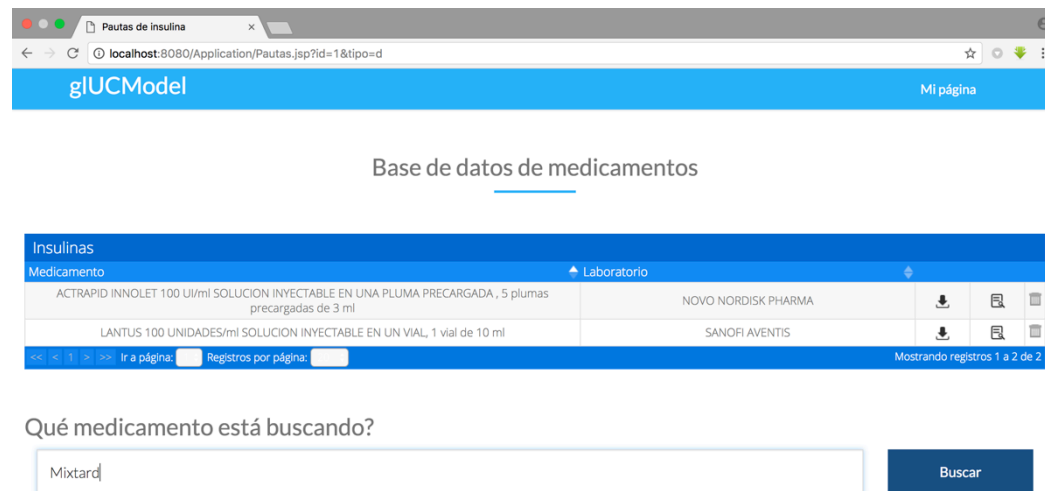 Pautas de insulina
localhost:8080/Application/Pautas.jsp?id=1&tipo=d
glUCModel
Mi página
Base de datos de medicamentos
Insulinas
Medicamento Laboratorio
ACTRAPID INNOLET 100 UI/ml SOLUCION INYECTABLE EN UNA PLUMA PRECARGADA , 5 plumas
precargadas de 3 ml
NOVO NORDISK PHARMA
LANTUS 100 UNIDADES/ml SOLUCION INYECTABLE EN UN VIAL, 1 vial de 10 ml SANOFI AVENTIS
<< < 1 > >> Ir a página: Registros por página: Mostrando registros 1 a 2 de 2
Qué medicamento está buscando?
Mixtard Buscar